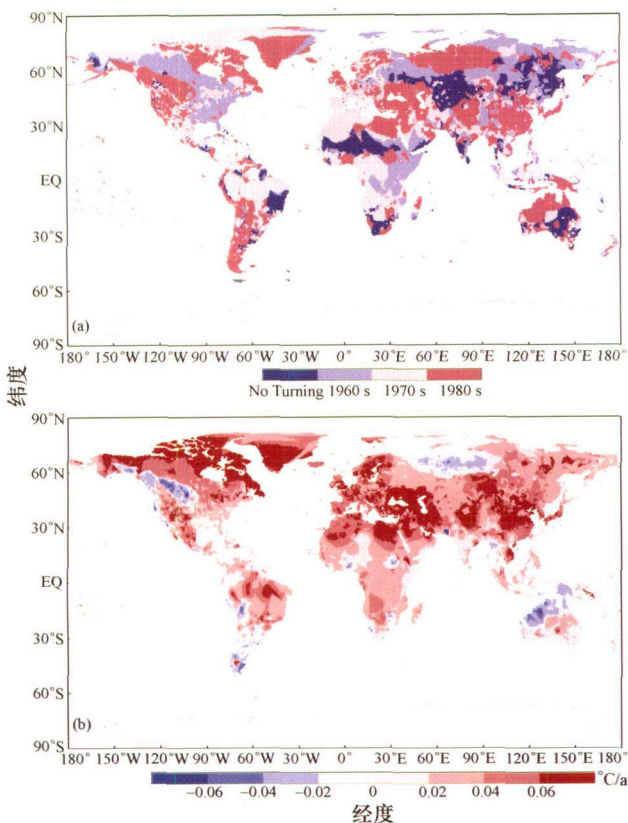 90°N
60°N
30°N
EQ
30°S
60°S
90°S
(a)
180° 150°W 120°W 90°W 60°W 30°W 0° 30°E 60°E 90°E 120°E 150°E 180°
No Turning 1960 s 1970 s 1980 s
纬度
90°N
60°N
30°N
EQ
30°S
60°S
90°S
(b)
180° 150°W 120°W 90°W 60°W 30°W 0° 30°E 60°E 90°E 120°E 150°E 180°
°C/a
−0.06 −0.04 −0.02 0 0.02 0.04 0.06
经度